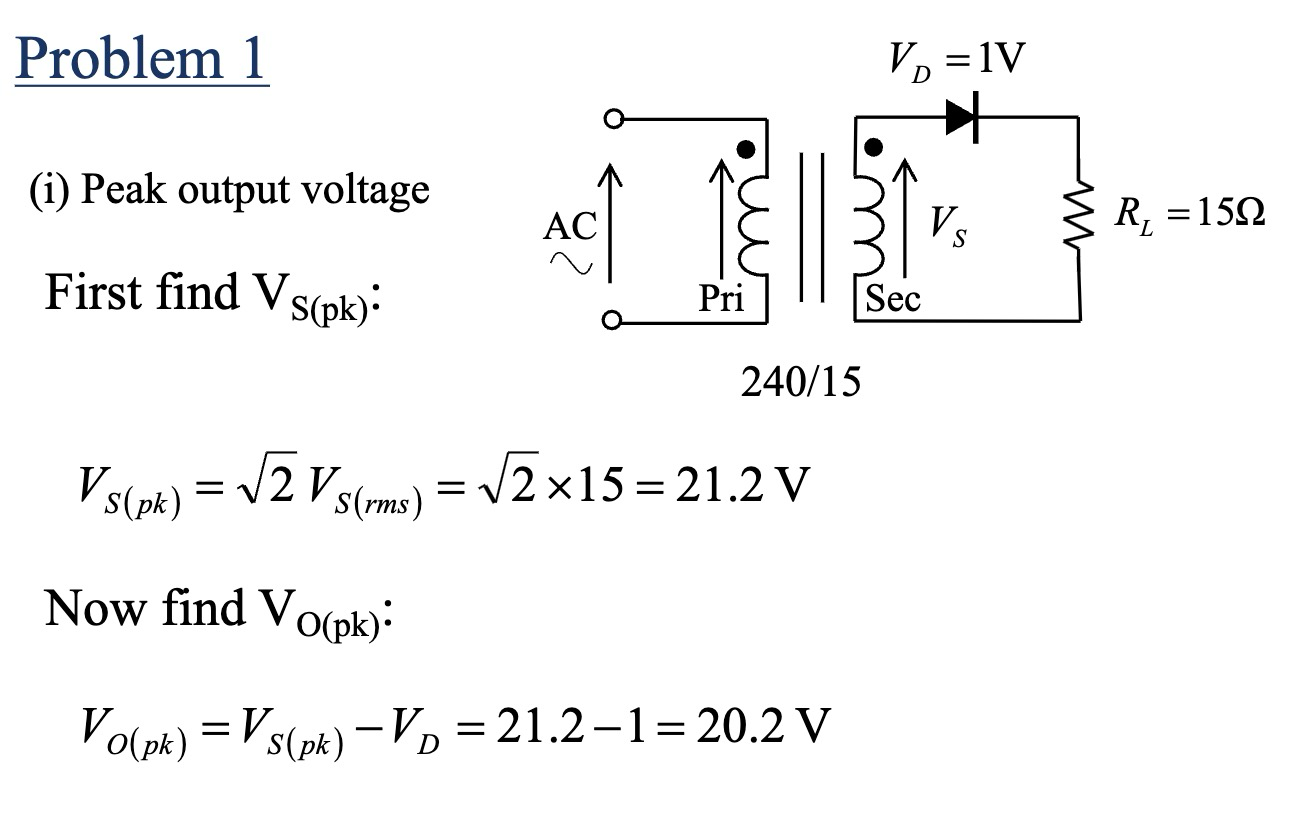 Problem 1
V_D = 1V
(i) Peak output voltage
AC
V_S
R_L = 15Ω
First find V_S(pk):
Pri
Sec
240/15
V_S(pk) = √2 V_S(rms) = √2 × 15 = 21.2 V
Now find V_O(pk):
V_O(pk) = V_S(pk) − V_D = 21.2 − 1 = 20.2 V